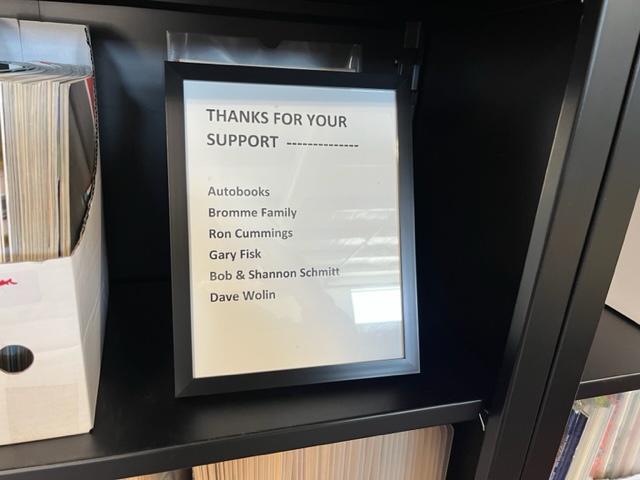 THANKS FOR YOUR
SUPPORT --------------
Autobooks
Bromme Family
Ron Cummings
Gary Fisk
Bob & Shannon Schmitt
Dave Wolin